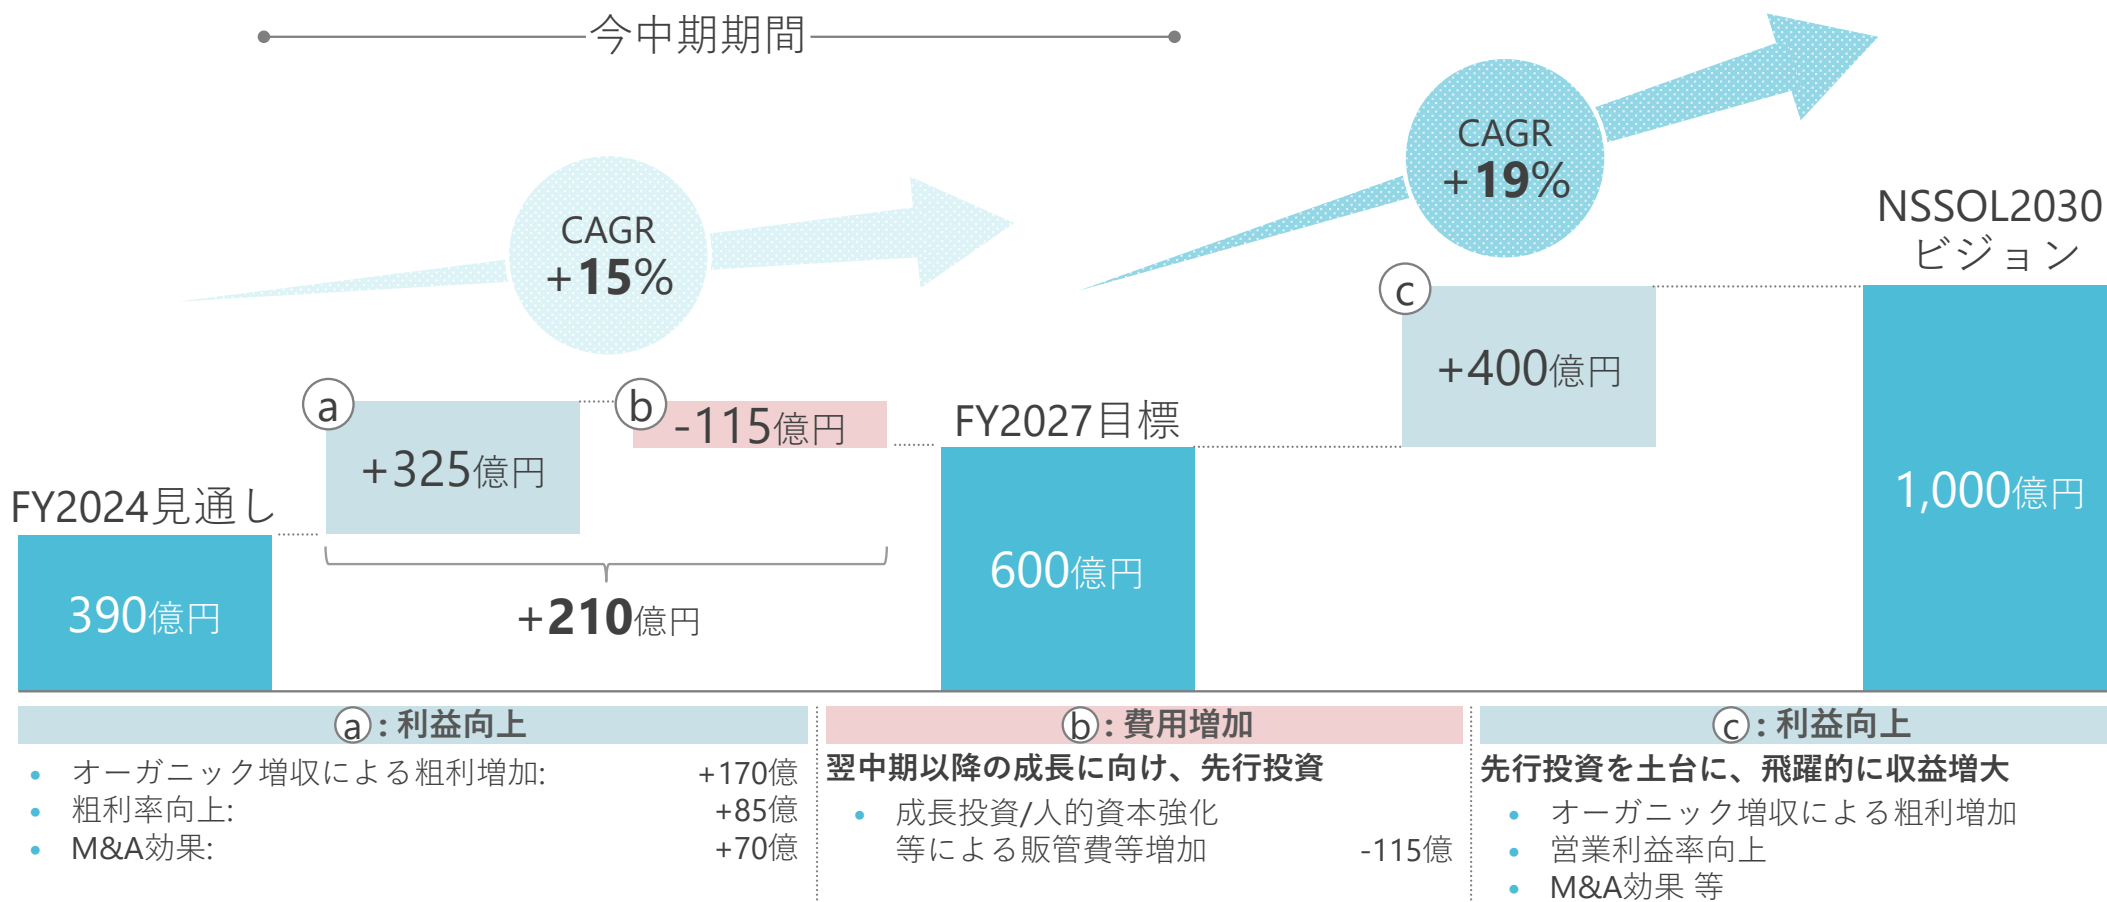 今中期期間
CAGR
+19%
CAGR
+15%
NSSOL2030
ビジョン
c
+400億円
a
+325億円
b
-115億円
FY2027目標
FY2024見通し
390億円
+210億円
600億円
1,000億円
a : 利益向上
• オーガニック増収による粗利増加: +170億
• 粗利率向上: +85億
• M&A効果: +70億
b : 費用増加
翌中期以降の成長に向け、先行投資
• 成長投資/人的資本強化
等による販管費等増加 -115億
c : 利益向上
先行投資を土台に、飛躍的に収益増大
• オーガニック増収による粗利増加
• 営業利益率向上
• M&A効果 等